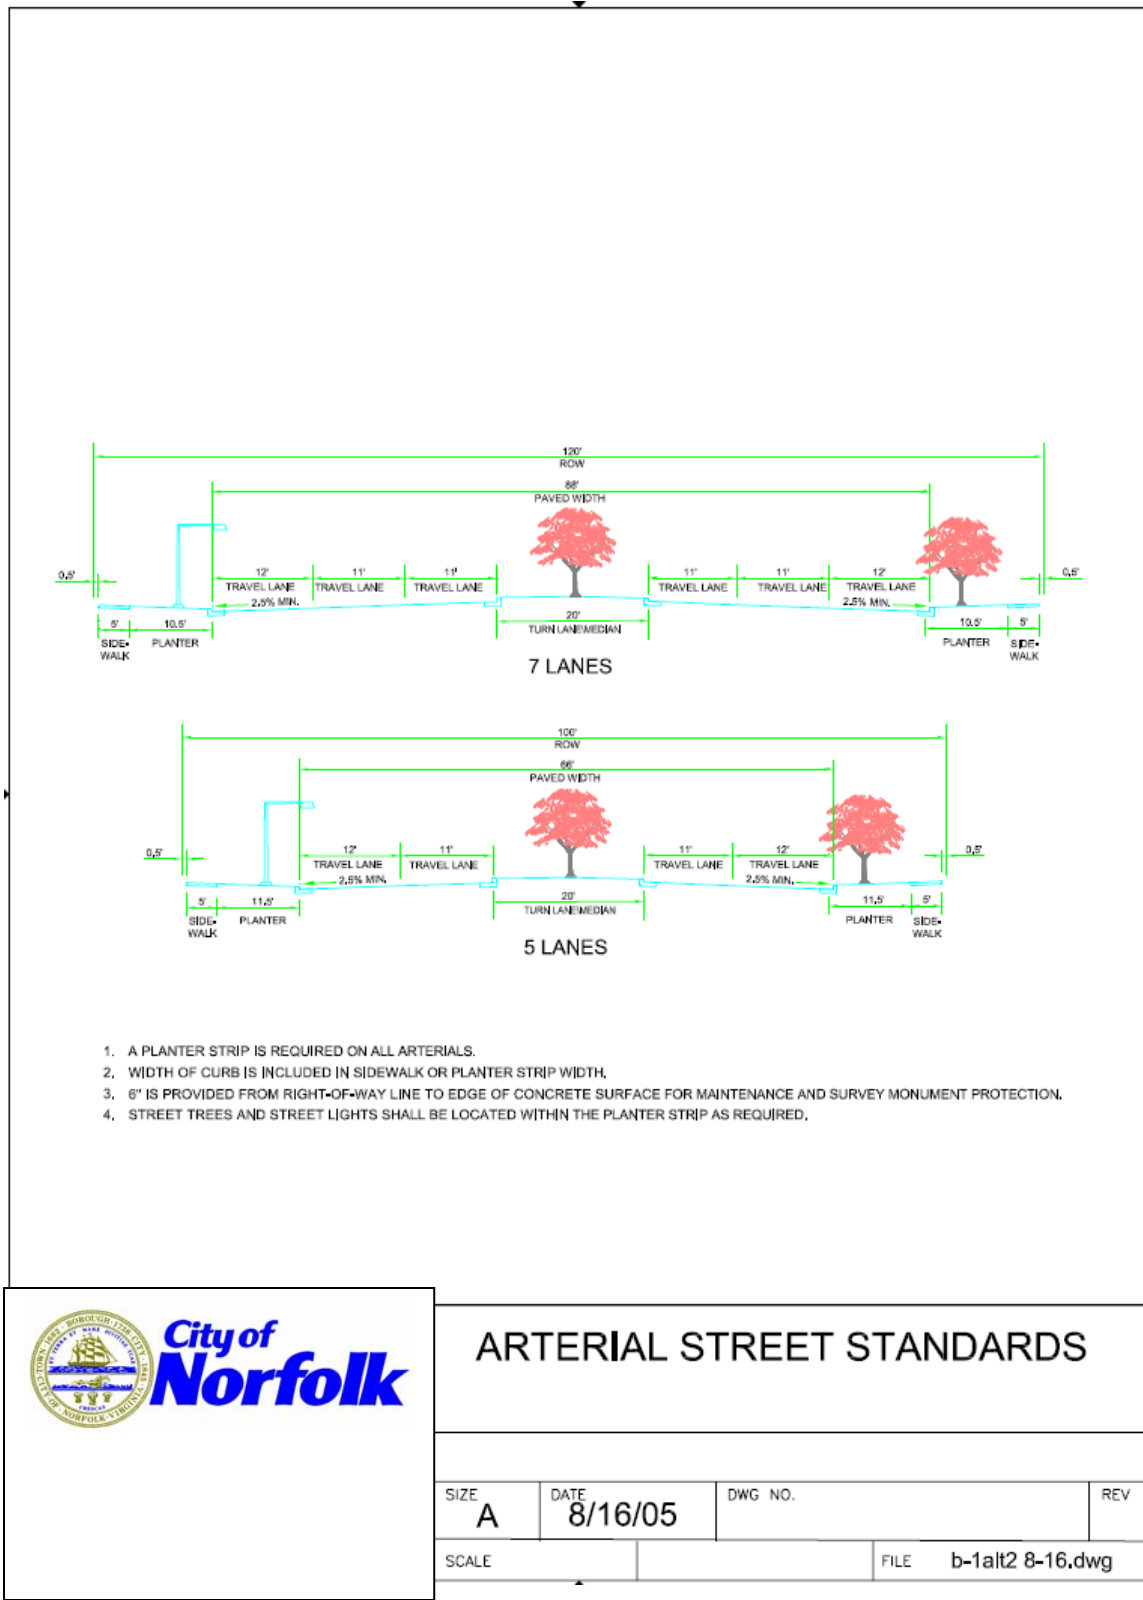 120'
ROW
88'
PAVED WIDTH
0.5'
12'
TRAVEL LANE
11'
TRAVEL LANE
11'
TRAVEL LANE
11'
TRAVEL LANE
11'
TRAVEL LANE
12'
TRAVEL LANE
0.5'
2.5% MIN.
2.5% MIN.
5'
SIDE-
WALK
10.5'
PLANTER
20'
TURN LANE\MEDIAN
10.5'
PLANTER
5'
SIDE-
WALK
7 LANES
100'
ROW
66'
PAVED WIDTH
0.5'
12'
TRAVEL LANE
11'
TRAVEL LANE
11'
TRAVEL LANE
12'
TRAVEL LANE
0.5'
2.5% MIN.
2.5% MIN.
5'
SIDE-
WALK
11.5'
PLANTER
20'
TURN LANE\MEDIAN
11.5'
PLANTER
5'
SIDE-
WALK
5 LANES
1. A PLANTER STRIP IS REQUIRED ON ALL ARTERIALS.
2. WIDTH OF CURB IS INCLUDED IN SIDEWALK OR PLANTER STRIP WIDTH.
3. 6" IS PROVIDED FROM RIGHT-OF-WAY LINE TO EDGE OF CONCRETE SURFACE FOR MAINTENANCE AND SURVEY MONUMENT PROTECTION.
4. STREET TREES AND STREET LIGHTS SHALL BE LOCATED WITHIN THE PLANTER STRIP AS REQUIRED.
City of
Norfolk
CITY OF NORFOLK VIRGINIA
CRESCAS
ARTERIAL STREET STANDARDS
SIZE
A
DATE
8/16/05
DWG NO.
REV
SCALE
FILE b-1alt2 8-16.dwg